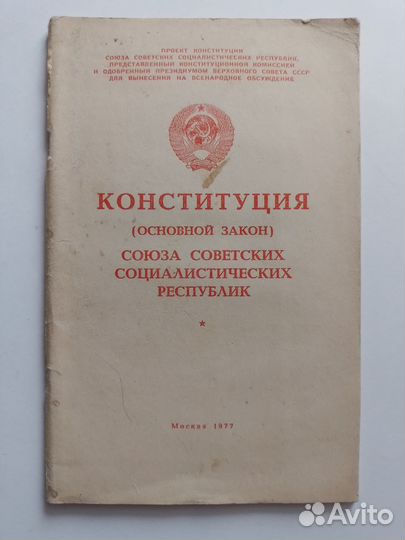 ПРОЕКТ КОНСТИТУЦИИ
СОЮЗА СОВЕТСКИХ СОЦИАЛИСТИЧЕСКИХ РЕСПУБЛИК,
ПРЕДСТАВЛЕННЫЙ КОНСТИТУЦИОННОЙ КОМИССИЕЙ
И ОДОБРЕННЫЙ ПРЕЗИДИУМОМ ВЕРХОВНОГО СОВЕТА СССР
ДЛЯ ВЫНЕСЕНИЯ НА ВСЕНАРОДНОЕ ОБСУЖДЕНИЕ
КОНСТИТУЦИЯ
(ОСНОВНОЙ ЗАКОН)
СОЮЗА СОВЕТСКИХ
СОЦИАЛИСТИЧЕСКИХ
РЕСПУБЛИК
Москва 1977
Avito